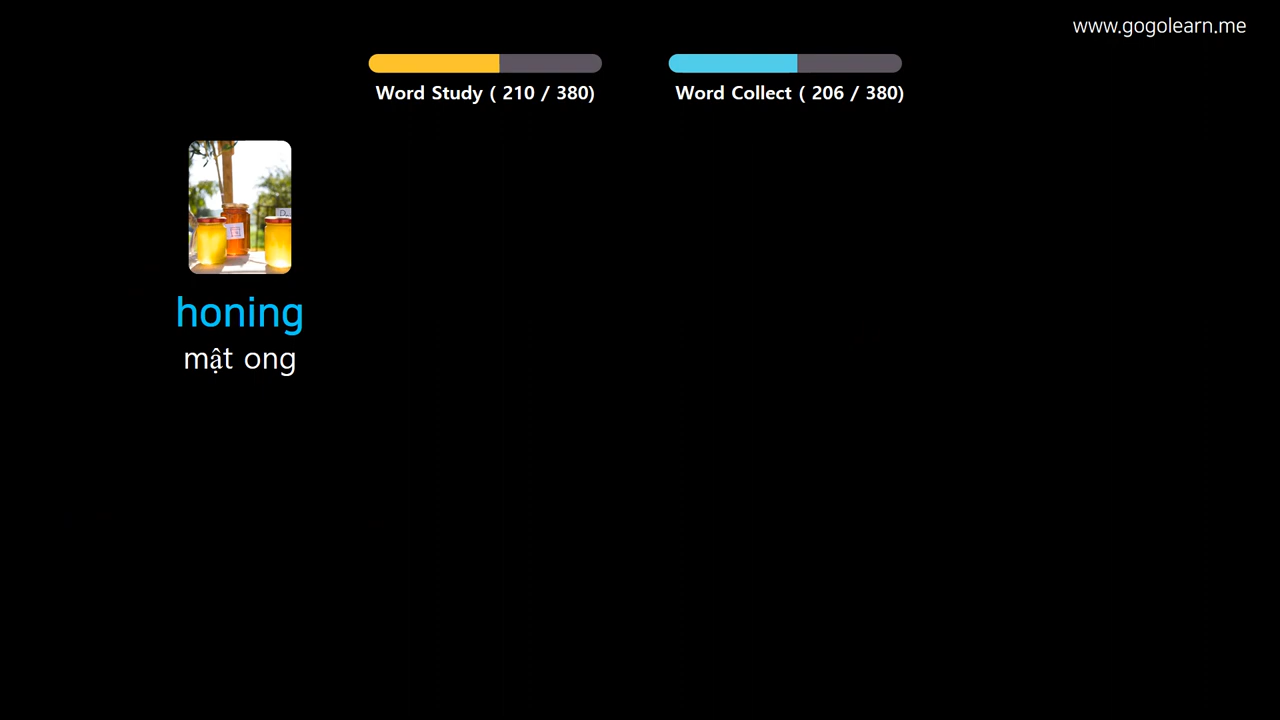 www.gogolearn.me
Word Study ( 210 / 380)
Word Collect ( 206 / 380)
honing
mật ong